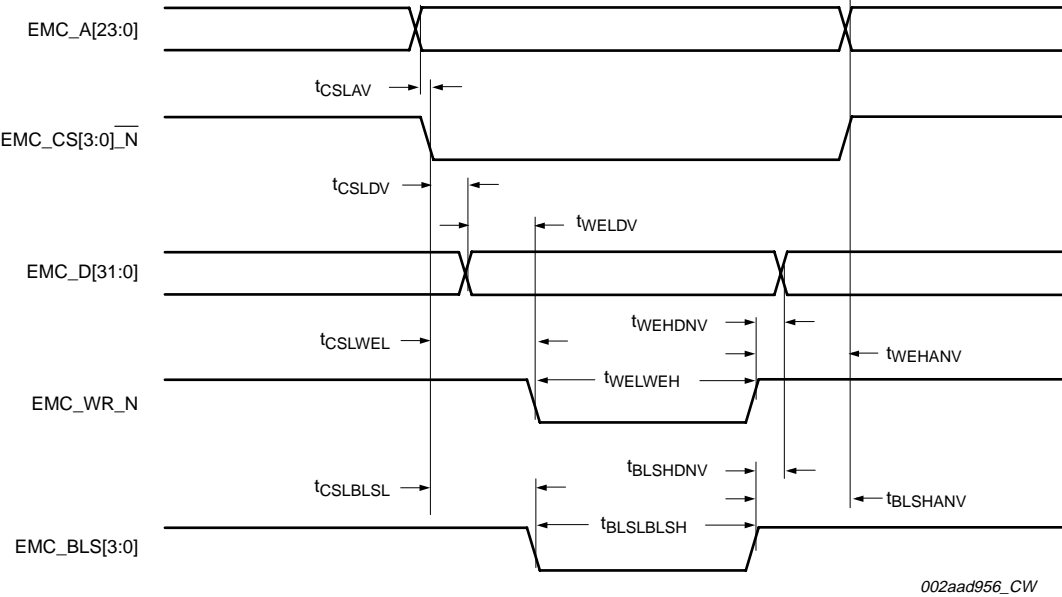 EMC_A[23:0]
tCSLAV
EMC_CS[3:0]_N
tCSLDV
tWELDV
EMC_D[31:0]
tWEHDNV
tCSLWEL
tWEHANV
tWELWEH
EMC_WR_N
tBLSHDNV
tCSLBLSL
tBLSHANV
tBLSLBLSH
EMC_BLS[3:0]
002aad956_CW